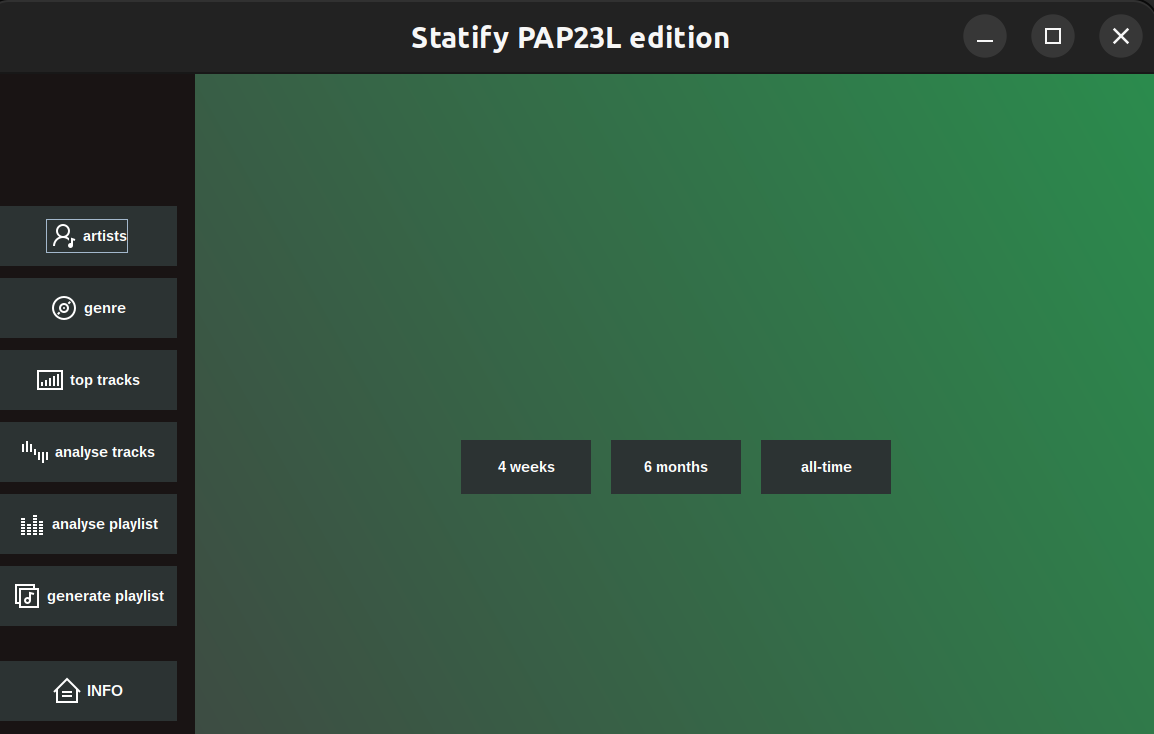 Statify PAP23L edition
artists
genre
top tracks
analyse tracks
analyse playlist
generate playlist
INFO
4 weeks
6 months
all-time